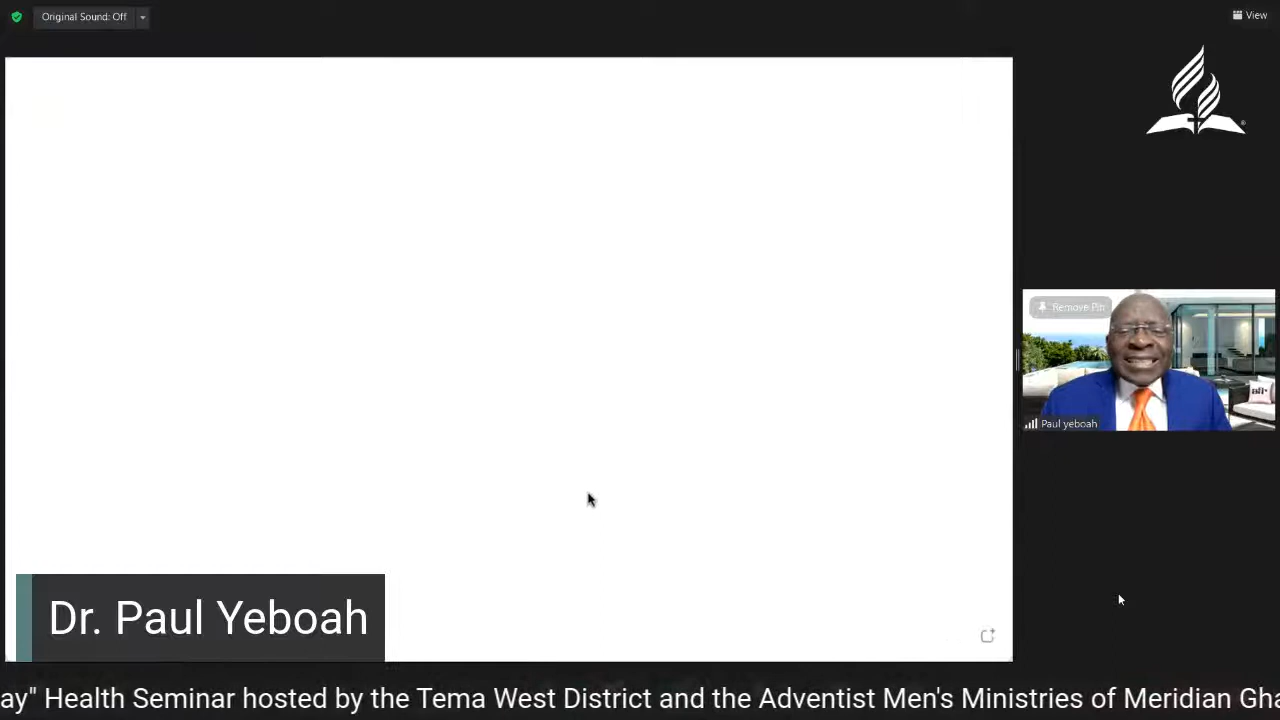 Original Sound: Off
View
Remove Pin
Paul yeboah
Dr. Paul Yeboah
ay" Health Seminar hosted by the Tema West District and the Adventist Men's Ministries of Meridian Gha